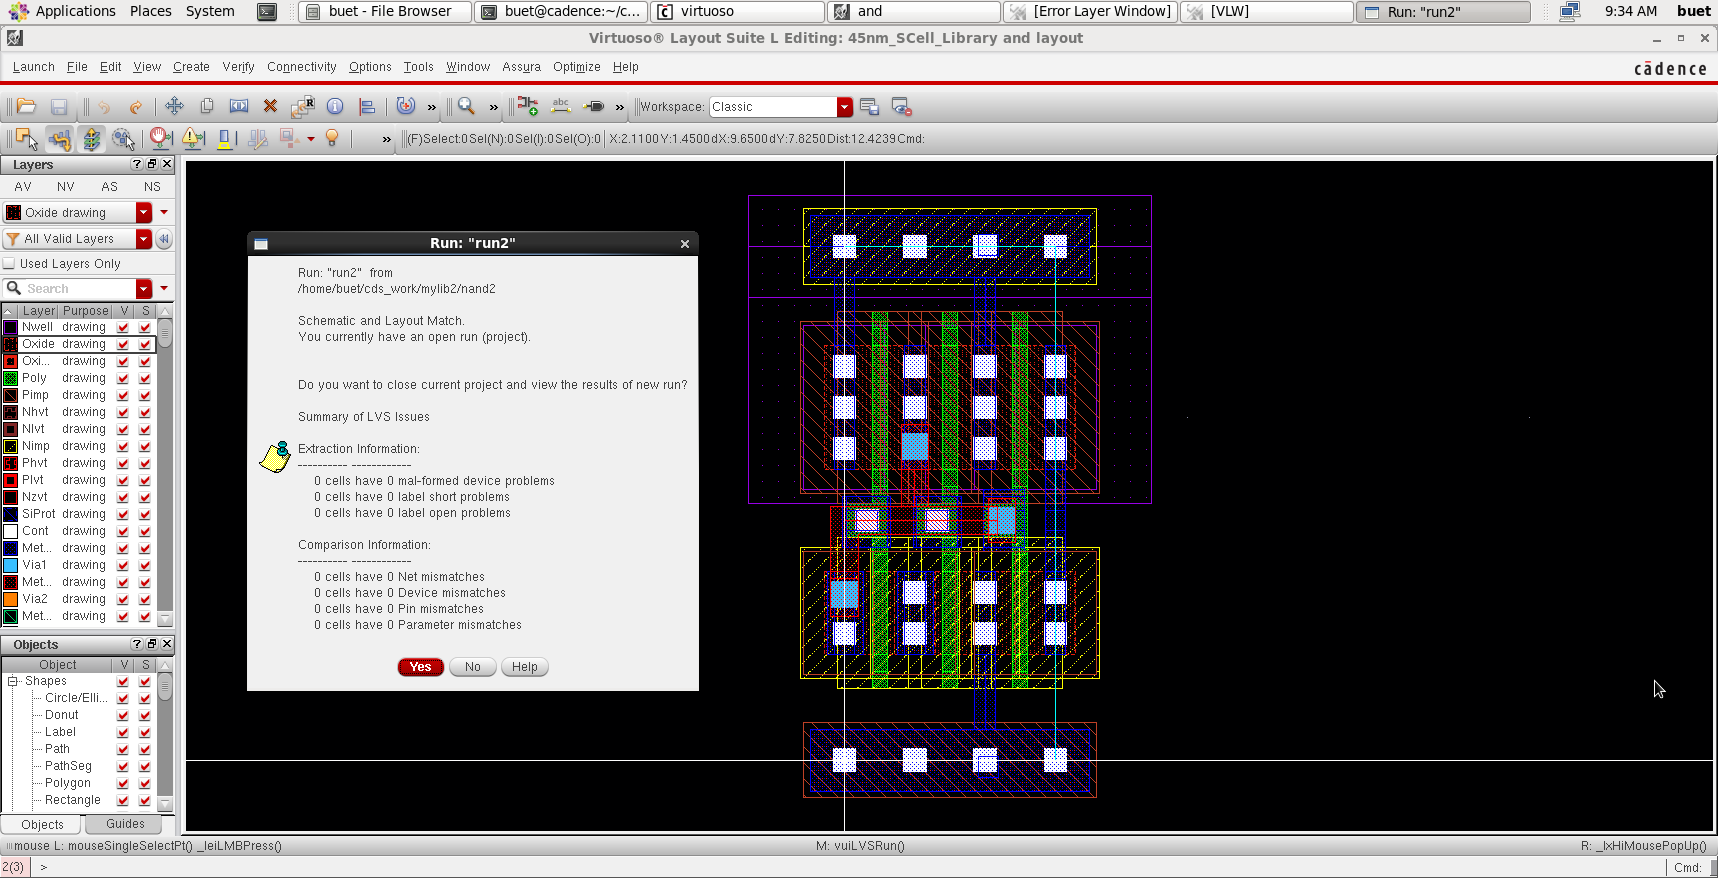 Applications Places System buet - File Browser buet@cadence:~/c... virtuoso and [Error Layer Window] [VLW] Run: "run2" 9:34 AM buet
Virtuoso® Layout Suite L Editing: 45nm_SCell_Library and layout
Launch File Edit View Create Verify Connectivity Options Tools Window Assura Optimize Help cādence
R i abc Workspace: Classic
(F)Select:0 Sel(N):0 Sel(I):0 Sel(O):0 X:2.1100 Y:1.4500 dX:9.6500 dY:7.8250 Dist:12.4239 Cmd:
Layers
AV NV AS NS
Oxide drawing
All Valid Layers
Used Layers Only
Search
Layer Purpose V S
Nwell drawing
Oxide drawing
Oxi... drawing
Poly drawing
Pimp drawing
Nhvt drawing
Nlvt drawing
Nimp drawing
Phvt drawing
Plvt drawing
Nzvt drawing
SiProt drawing
Cont drawing
Met... drawing
Via1 drawing
Met... drawing
Via2 drawing
Met... drawing
Objects
Object V S
Shapes
Circle/Elli...
Donut
Label
Path
PathSeg
Polygon
Rectangle
Objects Guides
Run: "run2"
Run: "run2" from
/home/buet/cds_work/mylib2/nand2
Schematic and Layout Match.
You currently have an open run (project).
Do you want to close current project and view the results of new run?
Summary of LVS Issues
Extraction Information:
---------- ------------
0 cells have 0 mal-formed device problems
0 cells have 0 label short problems
0 cells have 0 label open problems
Comparison Information:
---------- ------------
0 cells have 0 Net mismatches
0 cells have 0 Device mismatches
0 cells have 0 Pin mismatches
0 cells have 0 Parameter mismatches
Yes No Help
mouse L: mouseSingleSelectPt() _leiLMBPress() M: vuiLVSRun() R: _lxHiMousePopUp()
2(3) > Cmd: